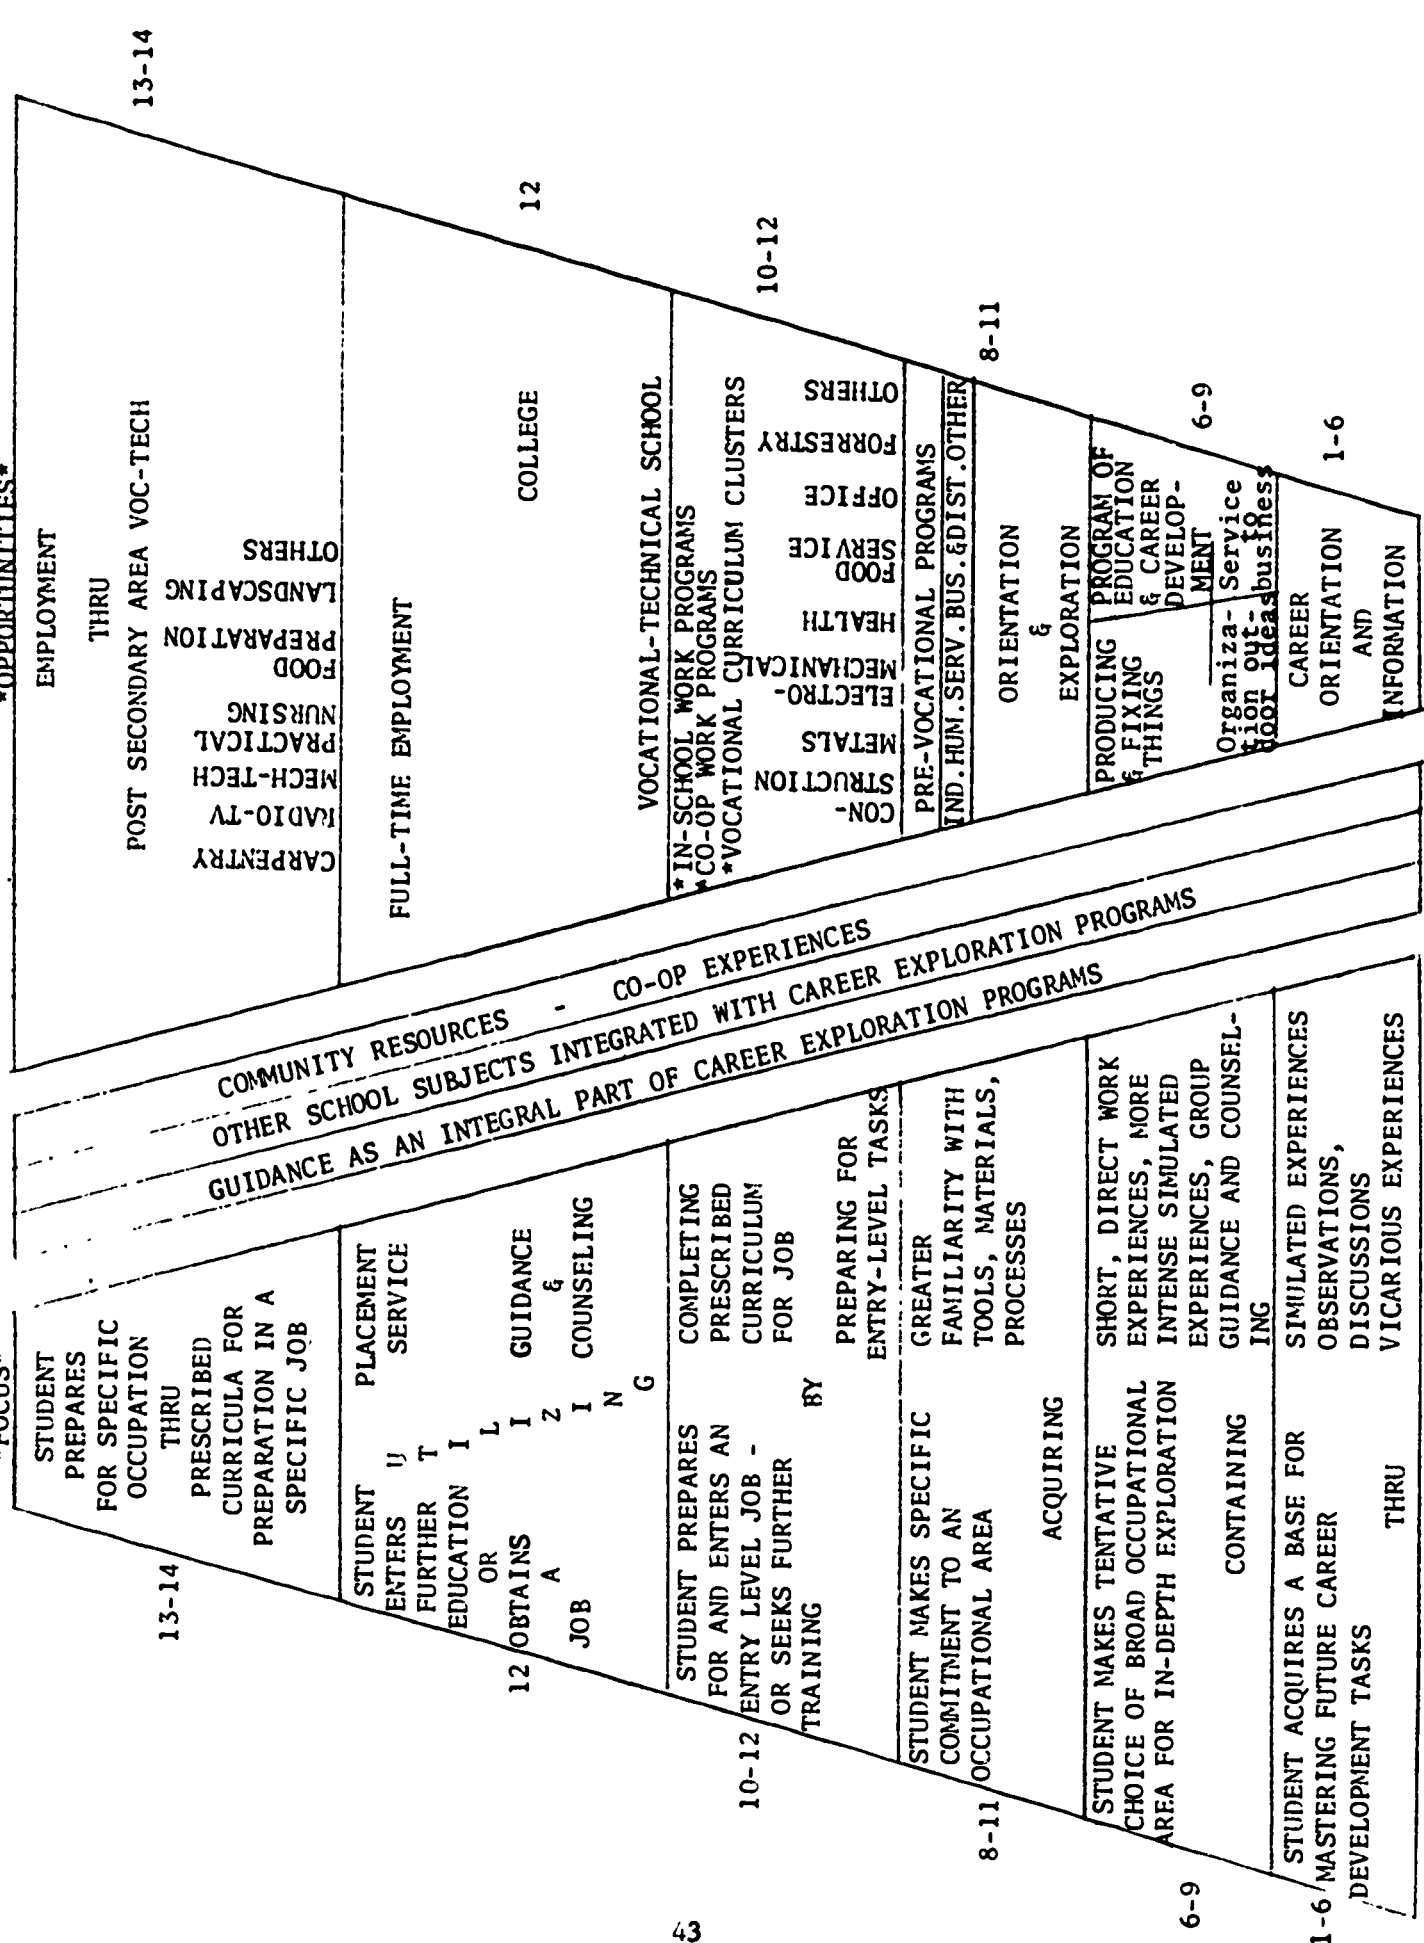 *FOCUS*
STUDENT
PREPARES
FOR SPECIFIC
OCCUPATION
THRU
PRESCRIBED
CURRICULA FOR
PREPARATION IN A
SPECIFIC JOB
13-14
STUDENT
ENTERS
FURTHER
EDUCATION
OR
OBTAINS
A
JOB
12
U
T
I
L
I
Z
I
N
G
PLACEMENT
SERVICE
GUIDANCE
&
COUNSELING
STUDENT PREPARES
FOR AND ENTERS AN
ENTRY LEVEL JOB -
OR SEEKS FURTHER
TRAINING
BY
10-12
COMPLETING
PRESCRIBED
CURRICULUM
FOR JOB
PREPARING FOR
ENTRY-LEVEL TASKS
STUDENT MAKES SPECIFIC
COMMITMENT TO AN
OCCUPATIONAL AREA
ACQUIRING
8-11
GREATER
FAMILIARITY WITH
TOOLS, MATERIALS,
PROCESSES
STUDENT MAKES TENTATIVE
CHOICE OF BROAD OCCUPATIONAL
AREA FOR IN-DEPTH EXPLORATION
CONTAINING
6-9
SHORT, DIRECT WORK
EXPERIENCES, MORE
INTENSE SIMULATED
EXPERIENCES, GROUP
GUIDANCE AND COUNSEL-
ING
STUDENT ACQUIRES A BASE FOR
MASTERING FUTURE CAREER
DEVELOPMENT TASKS
THRU
1-6
SIMULATED EXPERIENCES
OBSERVATIONS,
DISCUSSIONS
VICARIOUS EXPERIENCES
COMMUNITY RESOURCES - CO-OP EXPERIENCES
OTHER SCHOOL SUBJECTS INTEGRATED WITH CAREER EXPLORATION PROGRAMS
GUIDANCE AS AN INTEGRAL PART OF CAREER EXPLORATION PROGRAMS
*OPPORTUNITIES*
EMPLOYMENT
THRU
POST SECONDARY AREA VOC-TECH
CARPENTRY
RADIO-TV
MECH-TECH
PRACTICAL
NURSING
FOOD
PREPARATION
LANDSCAPING
OTHERS
13-14
FULL-TIME EMPLOYMENT
COLLEGE
VOCATIONAL-TECHNICAL SCHOOL
12
*IN-SCHOOL WORK PROGRAMS
*CO-OP WORK PROGRAMS
*VOCATIONAL CURRICULUM CLUSTERS
CON-
STRUCTION
METALS
ELECTRO-
MECHANICAL
HEALTH
FOOD
SERVICE
OFFICE
FORRESTRY
OTHERS
10-12
PRE-VOCATIONAL PROGRAMS
IND.HUM.SERV.BUS.&DIST.OTHER
ORIENTATION
&
EXPLORATION
8-11
PRODUCING
& FIXING
THINGS
PROGRAM OF
EDUCATION
& CAREER
DEVELOP-
MENT
Organiza-
tion out-
door ideas
Service
to
business
6-9
CAREER
ORIENTATION
AND
INFORMATION
1-6
43